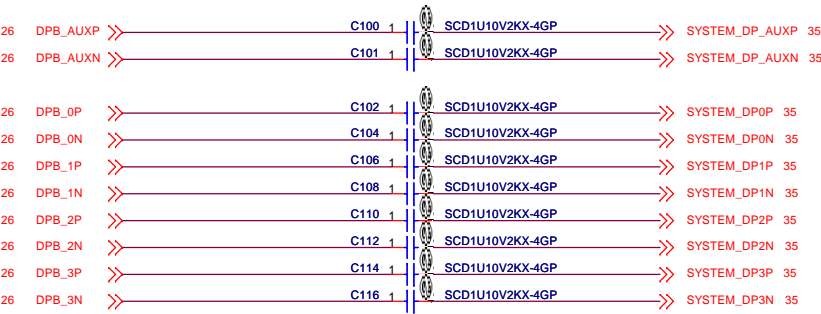 26 DPB_AUXP C100 1 SCD1U10V2KX-4GP SYSTEM_DP_AUXP 35
26 DPB_AUXN C101 1 SCD1U10V2KX-4GP SYSTEM_DP_AUXN 35
26 DPB_0P C102 1 SCD1U10V2KX-4GP SYSTEM_DP0P 35
26 DPB_0N C104 1 SCD1U10V2KX-4GP SYSTEM_DP0N 35
26 DPB_1P C106 1 SCD1U10V2KX-4GP SYSTEM_DP1P 35
26 DPB_1N C108 1 SCD1U10V2KX-4GP SYSTEM_DP1N 35
26 DPB_2P C110 1 SCD1U10V2KX-4GP SYSTEM_DP2P 35
26 DPB_2N C112 1 SCD1U10V2KX-4GP SYSTEM_DP2N 35
26 DPB_3P C114 1 SCD1U10V2KX-4GP SYSTEM_DP3P 35
26 DPB_3N C116 1 SCD1U10V2KX-4GP SYSTEM_DP3N 35